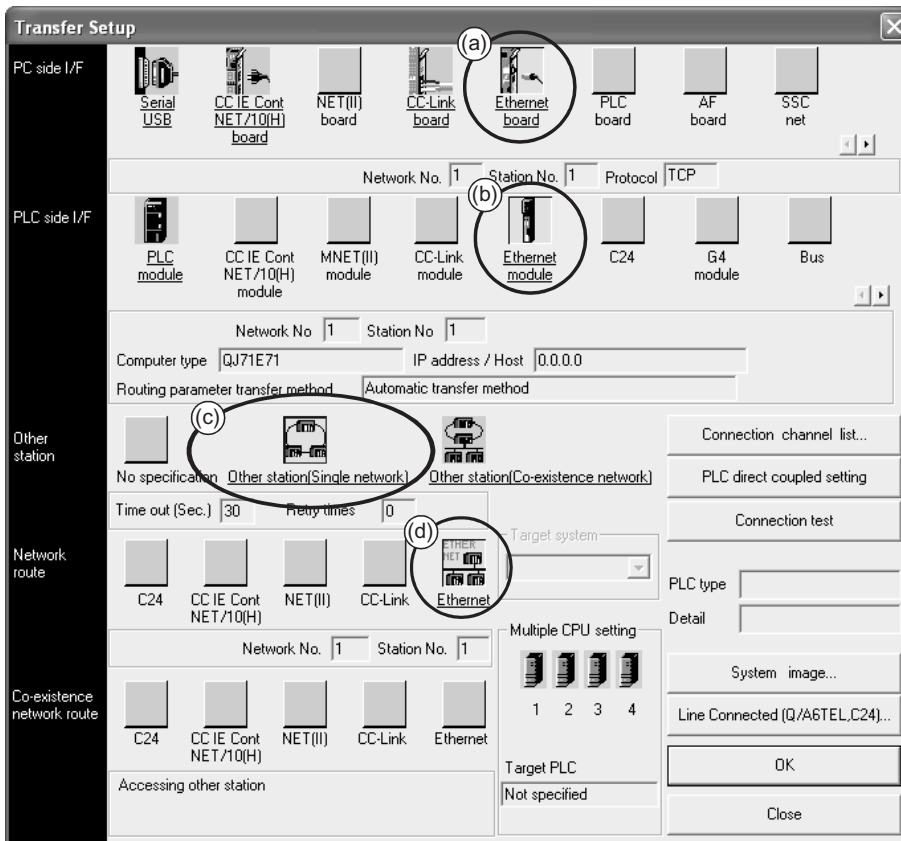 Transfer Setup
(a)
PC side I/F
Serial USB
CC IE Cont NET/10(H) board
NET(II) board
CC-Link board
Ethernet board
PLC board
AF board
SSC net
Network No. 1 Station No. 1 Protocol TCP
(b)
PLC side I/F
PLC module
CC IE Cont NET/10(H) module
MNET(II) module
CC-Link module
Ethernet module
C24
G4 module
Bus
Network No 1 Station No 1
Computer type QJ71E71 IP address / Host 0.0.0.0
Routing parameter transfer method Automatic transfer method
(c)
Other station
No specification
Other station(Single network)
Other station(Co-existence network)
Time out (Sec.) 30 Retry times 0
Connection channel list...
PLC direct coupled setting
Connection test
(d)
Network route
C24
CC IE Cont NET/10(H)
NET(II)
CC-Link
ETHER NET
Ethernet
Target system
PLC type
Detail
Network No. 1 Station No. 1
Multiple CPU setting
1 2 3 4
Target PLC
Not specified
System image...
Line Connected (Q/A6TEL,C24)...
OK
Close
Co-existence network route
C24
CC IE Cont NET/10(H)
NET(II)
CC-Link
Ethernet
Accessing other station